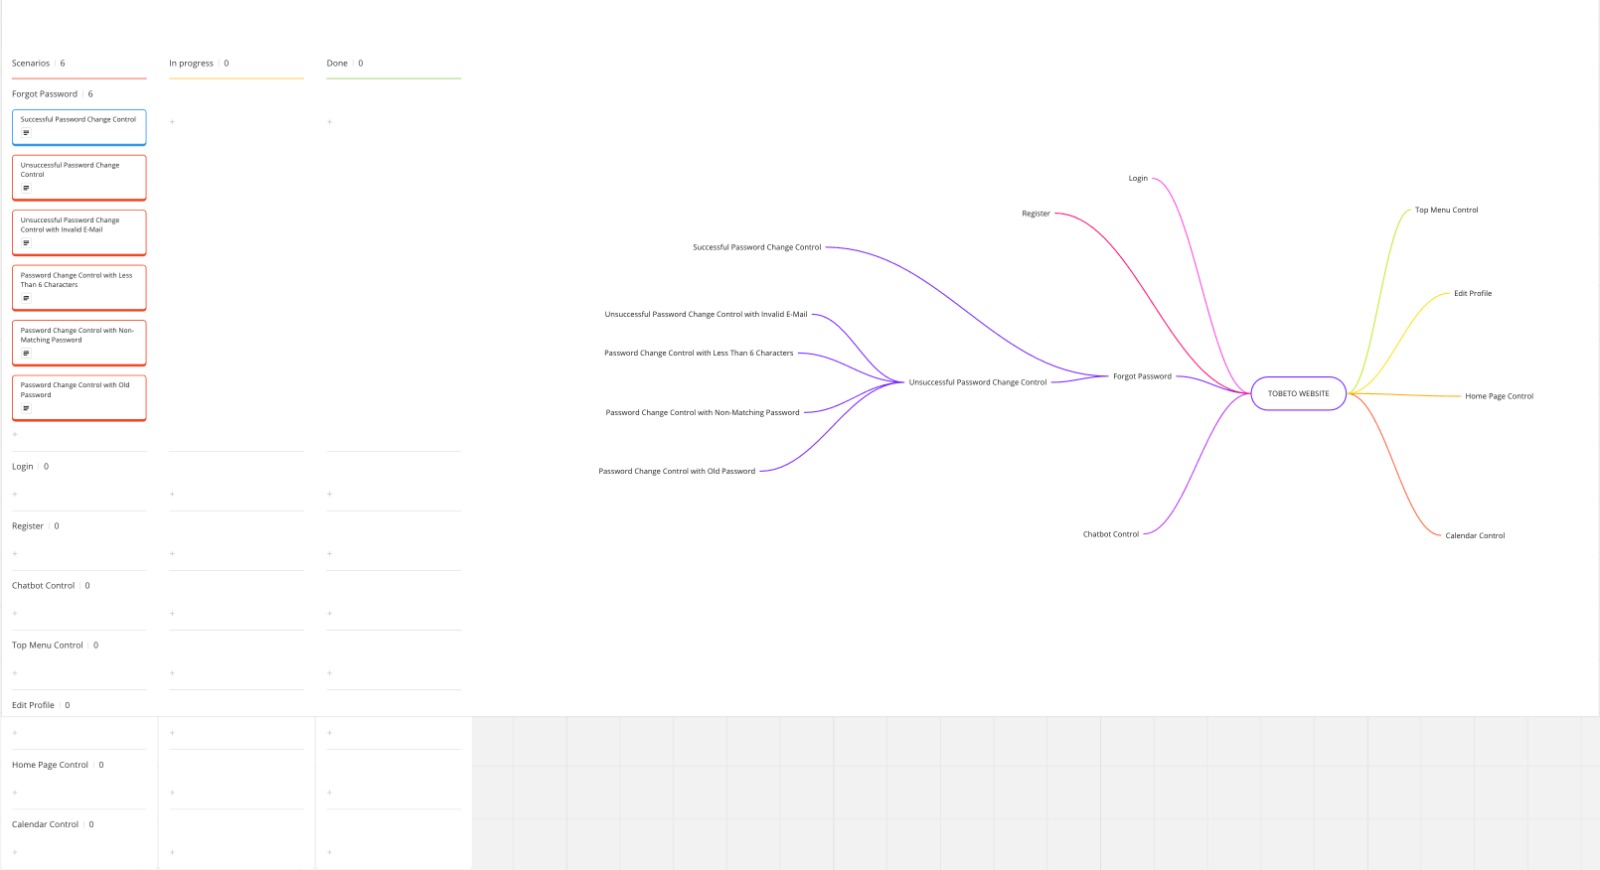 Scenarios 6
In progress 0
Done 0
Forgot Password 6
Successful Password Change Control
Unsuccessful Password Change
Control
Unsuccessful Password Change
Control with Invalid E-Mail
Password Change Control with Less
Than 6 Characters
Password Change Control with Non-
Matching Password
Password Change Control with Old
Password
Login 0
Register 0
Chatbot Control 0
Top Menu Control 0
Edit Profile 0
Home Page Control 0
Calendar Control 0
Login
Register
Successful Password Change Control
Unsuccessful Password Change Control with Invalid E-Mail
Password Change Control with Less Than 6 Characters
Unsuccessful Password Change Control
Forgot Password
Password Change Control with Non-Matching Password
Password Change Control with Old Password
Chatbot Control
TOBETO WEBSITE
Top Menu Control
Edit Profile
Home Page Control
Calendar Control